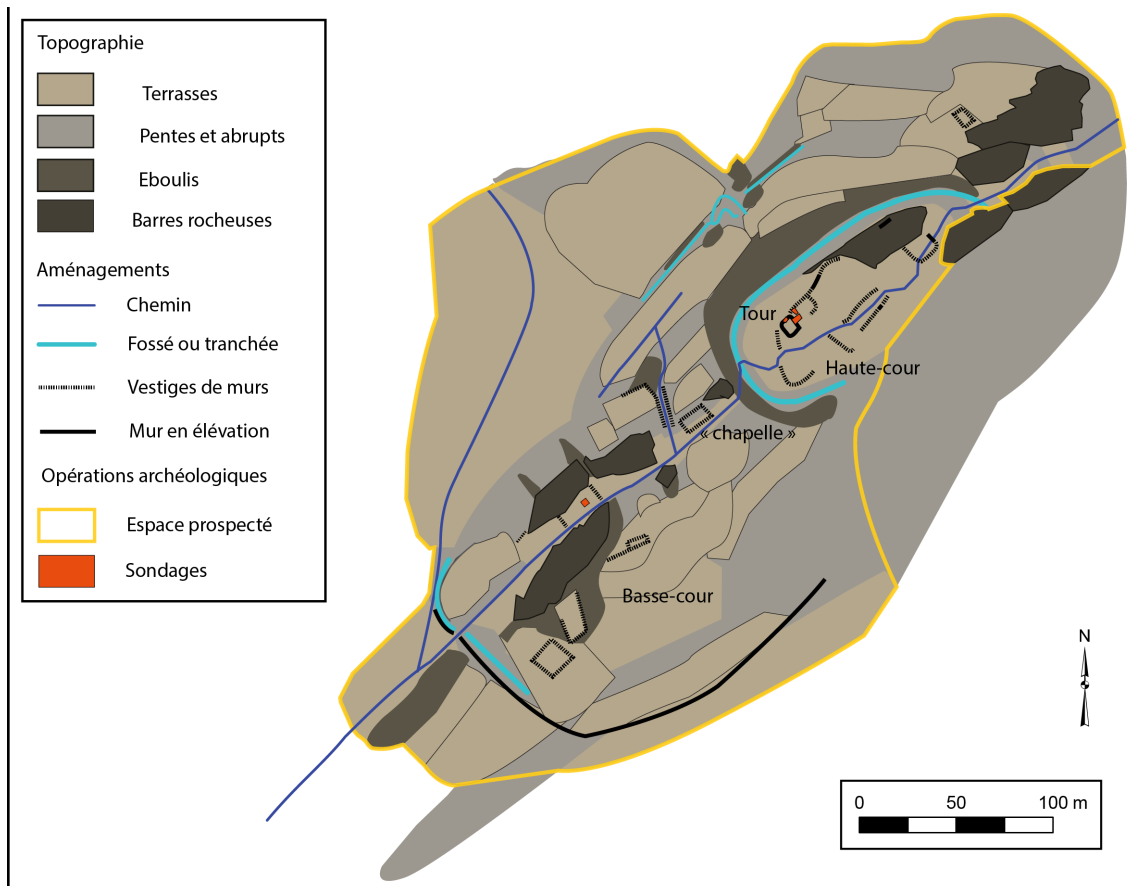 Topographie
Terrasses
Pentes et abrupts
Eboulis
Barres rocheuses
Aménagements
Chemin
Fossé ou tranchée
Vestiges de murs
Mur en élévation
Opérations archéologiques
Espace prospecté
Sondages
Tour
Haute-cour
« chapelle »
Basse-cour
N
0 50 100 m